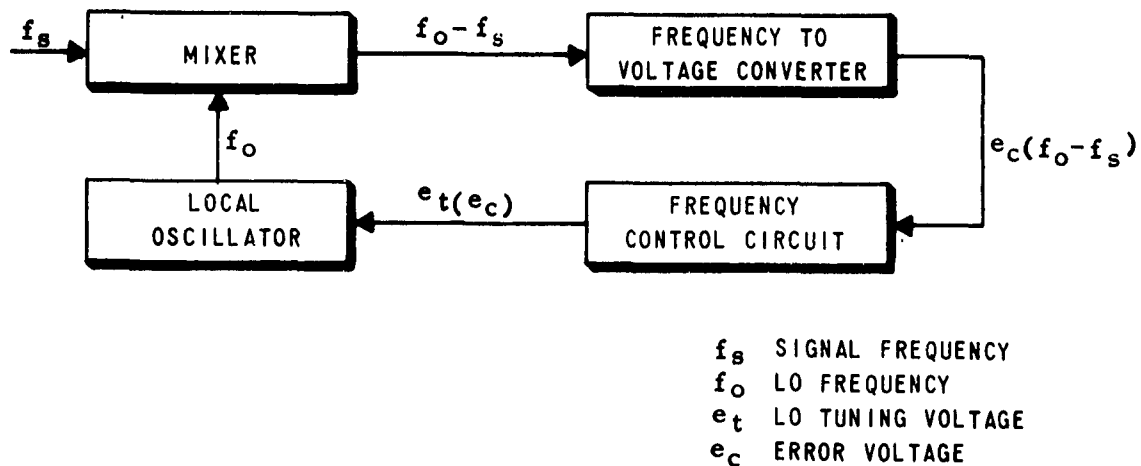 fs
MIXER
fo-fs
FREQUENCY TO
VOLTAGE CONVERTER
ec(fo-fs)
fo
LOCAL
OSCILLATOR
et(ec)
FREQUENCY
CONTROL CIRCUIT
fs SIGNAL FREQUENCY
fo LO FREQUENCY
et LO TUNING VOLTAGE
ec ERROR VOLTAGE